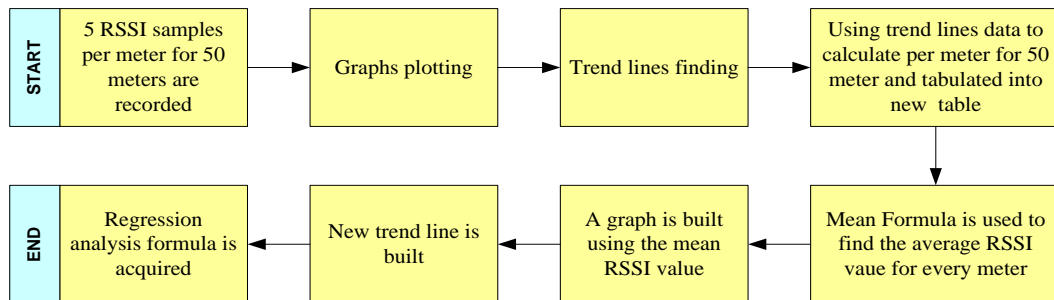 START
5 RSSI samples
per meter for 50
meters are
recorded
Graphs plotting
Trend lines finding
Using trend lines data to
calculate per meter for 50
meter and tabulated into
new table
Mean Formula is used to
find the average RSSI
vaue for every meter
A graph is built
using the mean
RSSI value
New trend line is
built
END
Regression
analysis formula is
acquired